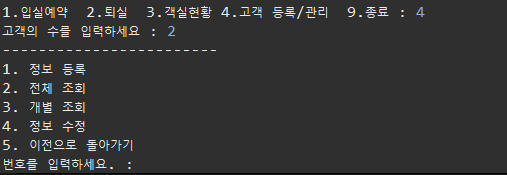 1.입실예약  2.퇴실  3.객실현황 4.고객 등록/관리  9.종료 : 4
고객의 수를 입력하세요 : 2
------------------------
1. 정보 등록
2. 전체 조회
3. 개별 조회
4. 정보 수정
5. 이전으로 돌아가기
번호를 입력하세요. :